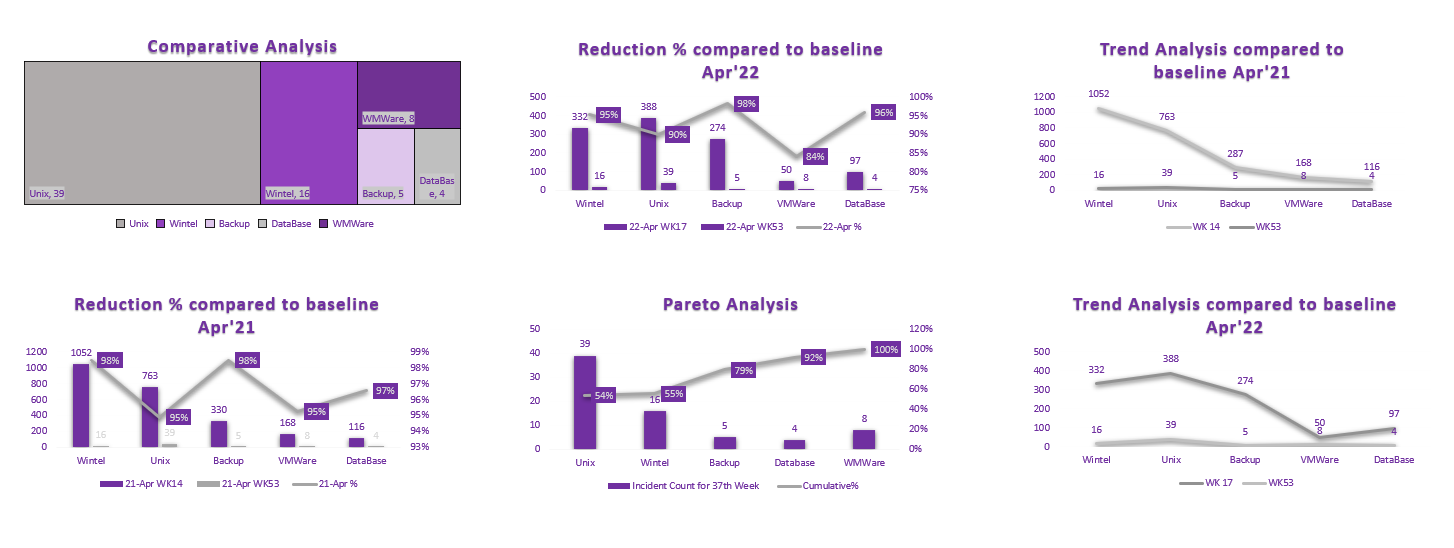 Comparative Analysis
Unix, 39
Wintel, 16
WMWare, 8
Backup, 5
DataBas
e, 4
Unix Wintel Backup DataBase WMWare
Reduction % compared to baseline
Apr'22
500
400
300
200
100
0
100%
95%
90%
85%
80%
75%
332 388 274 50 97
16 39 5 8 4
95% 90% 98% 84% 96%
Wintel Unix Backup VMWare DataBase
22-Apr WK17 22-Apr WK53 22-Apr %
Trend Analysis compared to
baseline Apr'21
1200
1000
800
600
400
200
0
1052 763 287 168 116
16 39 5 8 4
Wintel Unix Backup VMWare DataBase
WK 14 WK53
Reduction % compared to baseline
Apr'21
1200
1000
800
600
400
200
0
99%
98%
98%
97%
97%
96%
96%
95%
95%
94%
94%
93%
93%
1052 763 330 168 116
16 39 5 8 4
98% 95% 98% 95% 97%
Wintel Unix Backup VMWare DataBase
21-Apr WK14 21-Apr WK53 21-Apr %
Pareto Analysis
50
40
30
20
10
0
120%
100%
80%
60%
40%
20%
0%
39 16 5 4 8
54% 55% 79% 92% 100%
Unix Wintel Backup Database WMWare
Incident Count for 37th Week Cumulative%
Trend Analysis compared to baseline
Apr'22
500
400
300
200
100
0
332 388 274 50 97
16 39 5 8 4
Wintel Unix Backup VMWare DataBase
WK 17 WK53